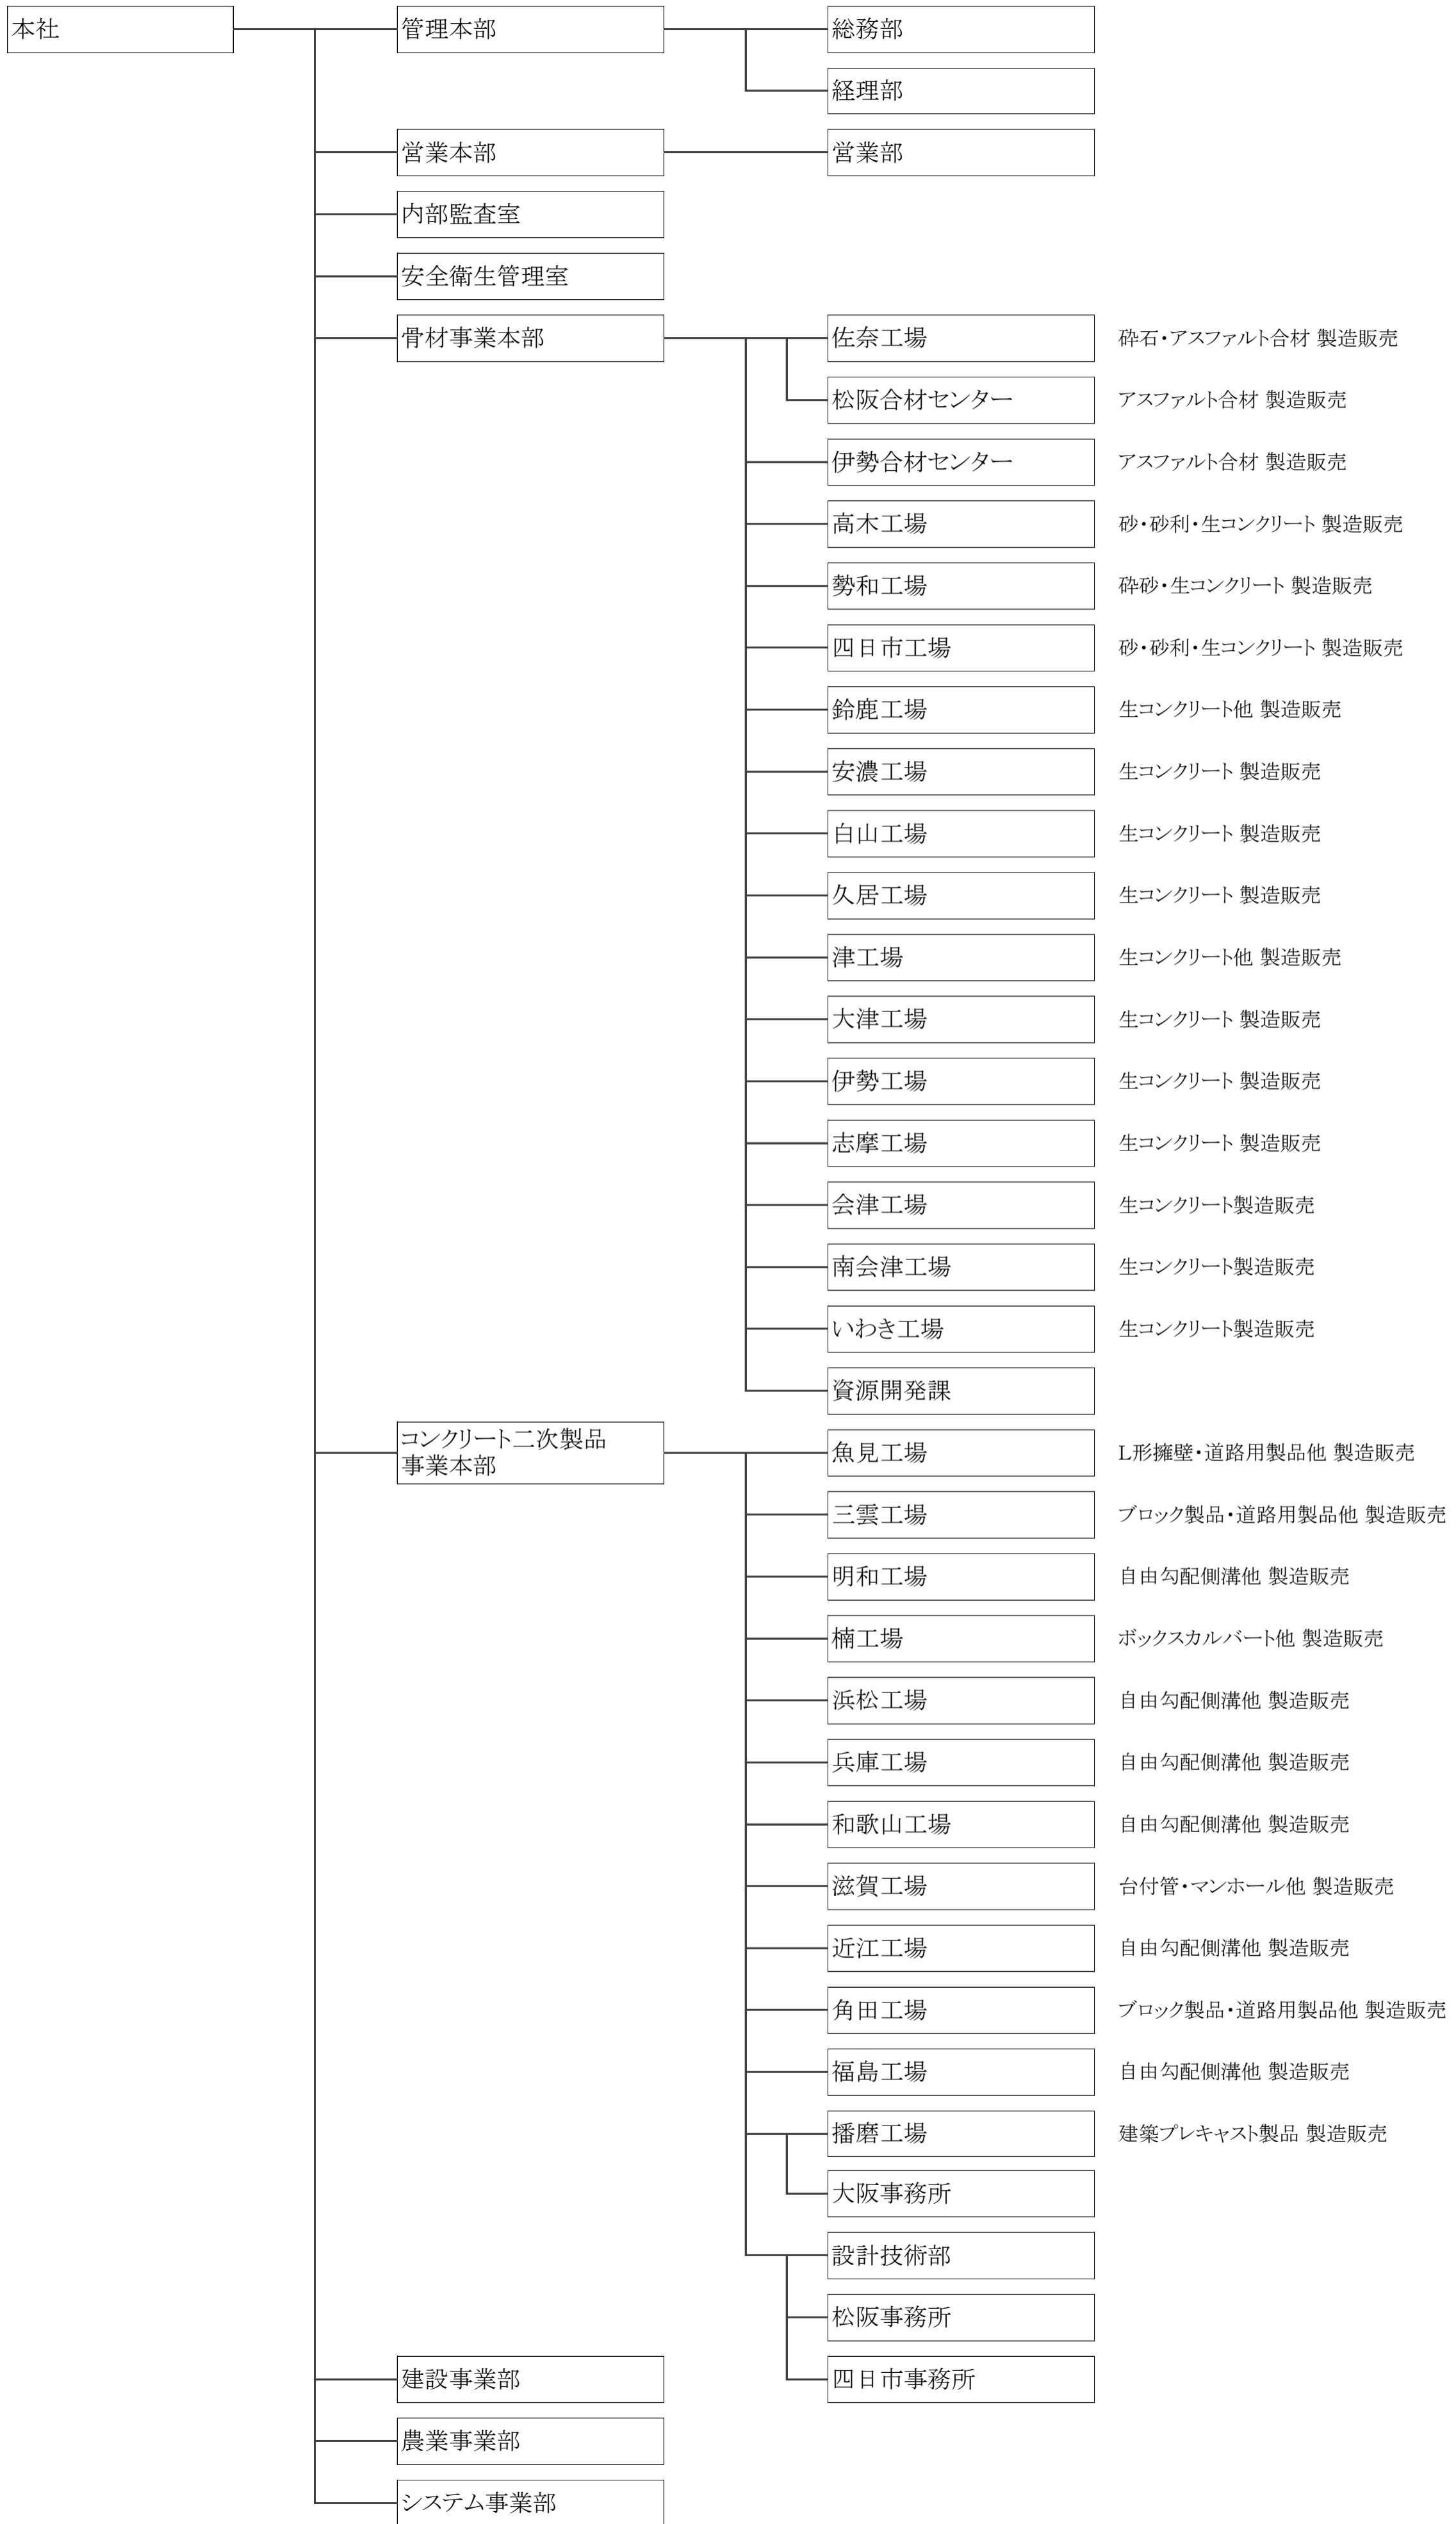 本社
管理本部
総務部
経理部
営業本部
営業部
内部監査室
安全衛生管理室
骨材事業本部
佐奈工場
砕石・アスファルト合材 製造販売
松阪合材センター
アスファルト合材 製造販売
伊勢合材センター
アスファルト合材 製造販売
高木工場
砂・砂利・生コンクリート 製造販売
勢和工場
砕砂・生コンクリート 製造販売
四日市工場
砂・砂利・生コンクリート 製造販売
鈴鹿工場
生コンクリート他 製造販売
安濃工場
生コンクリート 製造販売
白山工場
生コンクリート 製造販売
久居工場
生コンクリート 製造販売
津工場
生コンクリート他 製造販売
大津工場
生コンクリート 製造販売
伊勢工場
生コンクリート 製造販売
志摩工場
生コンクリート 製造販売
会津工場
生コンクリート製造販売
南会津工場
生コンクリート製造販売
いわき工場
生コンクリート製造販売
資源開発課
コンクリート二次製品
事業本部
魚見工場
L形擁壁・道路用製品他 製造販売
三雲工場
ブロック製品・道路用製品他 製造販売
明和工場
自由勾配側溝他 製造販売
楠工場
ボックスカルバート他 製造販売
浜松工場
自由勾配側溝他 製造販売
兵庫工場
自由勾配側溝他 製造販売
和歌山工場
自由勾配側溝他 製造販売
滋賀工場
台付管・マンホール他 製造販売
近江工場
自由勾配側溝他 製造販売
角田工場
ブロック製品・道路用製品他 製造販売
福島工場
自由勾配側溝他 製造販売
播磨工場
建築プレキャスト製品 製造販売
大阪事務所
設計技術部
松阪事務所
建設事業部
四日市事務所
農業事業部
システム事業部